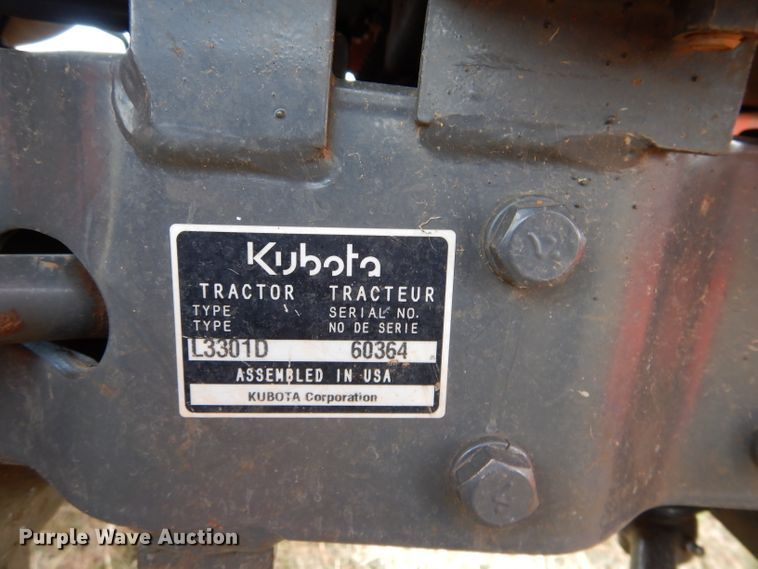 Kubota
TRACTOR TRACTEUR
TYPE SERIAL NO.
TYPE NO DE SERIE
L3301D 60364
ASSEMBLED IN USA
KUBOTA Corporation
Purple Wave Auction